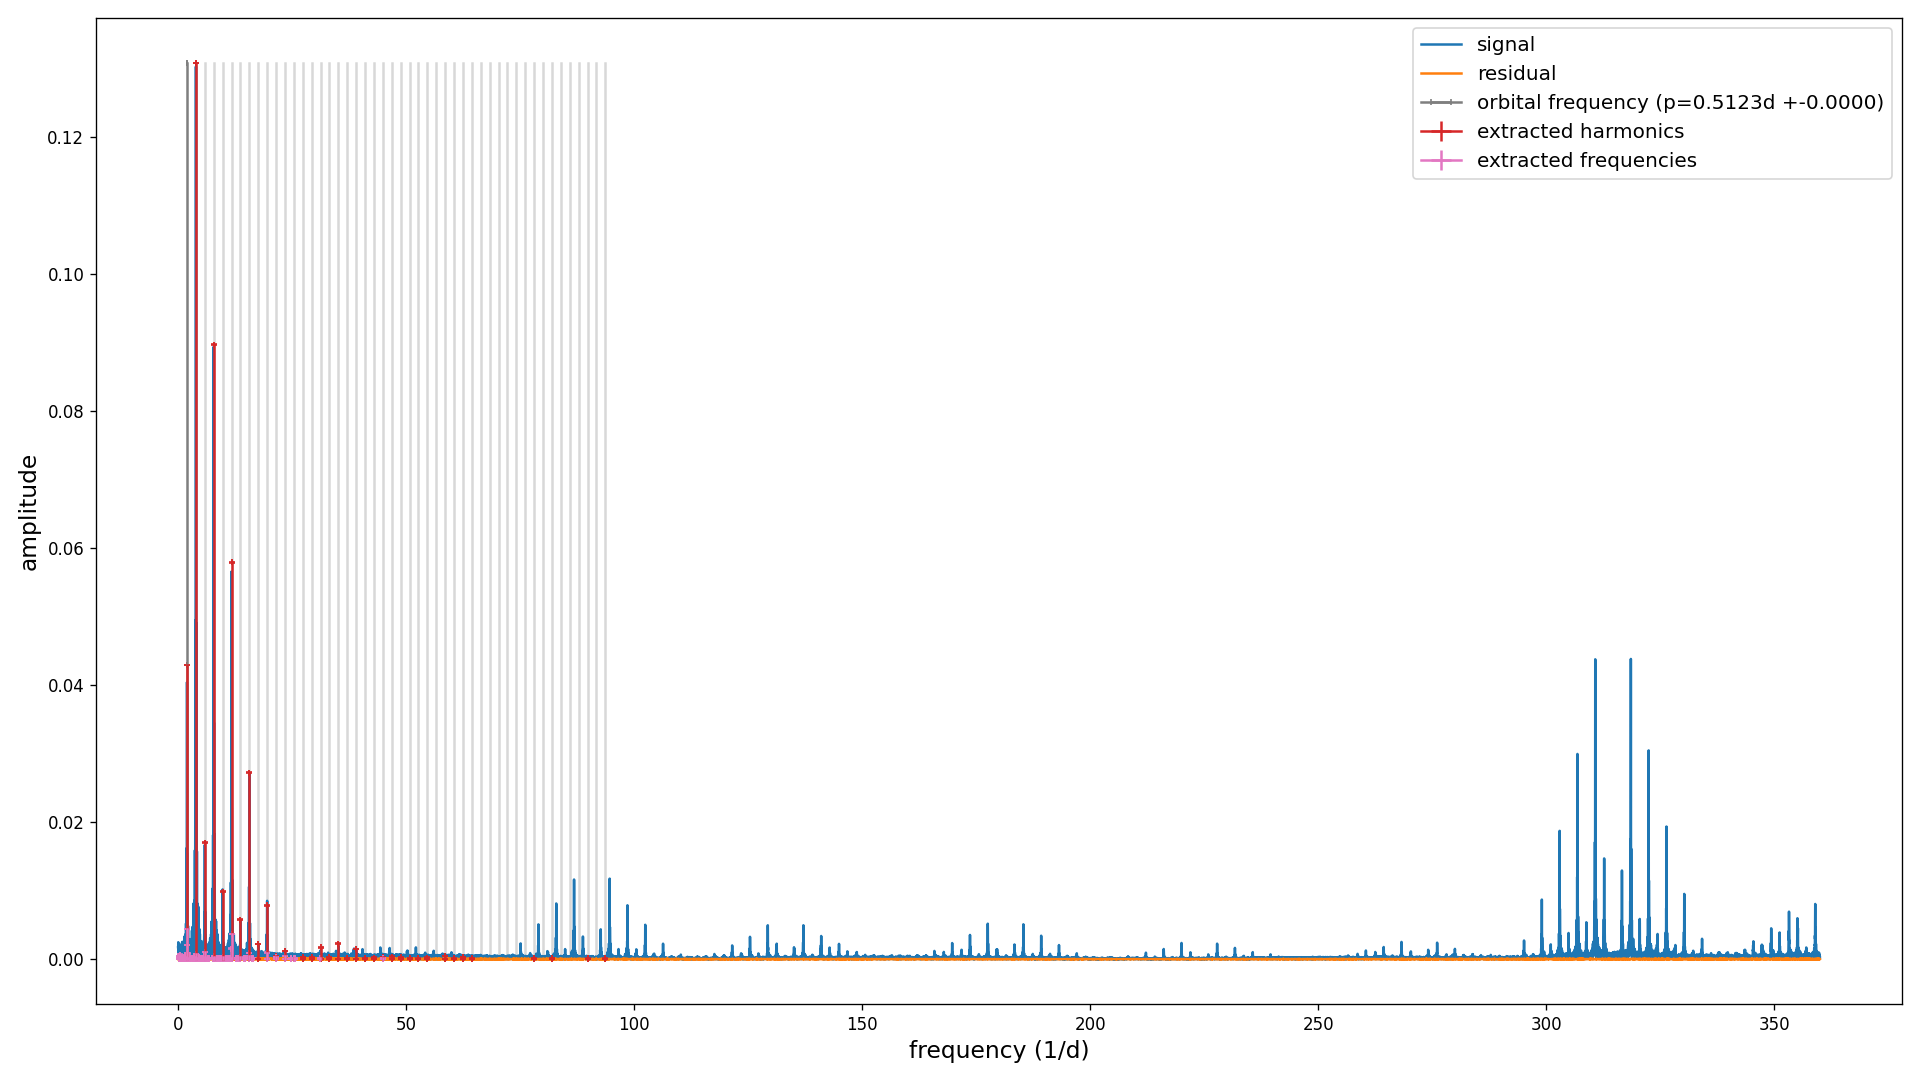 signal
residual
orbital frequency (p=0.5123d +-0.0000)
extracted harmonics
extracted frequencies
amplitude
0.12
0.10
0.08
0.06
0.04
0.02
0.00
0 50 100 150 200 250 300 350
frequency (1/d)